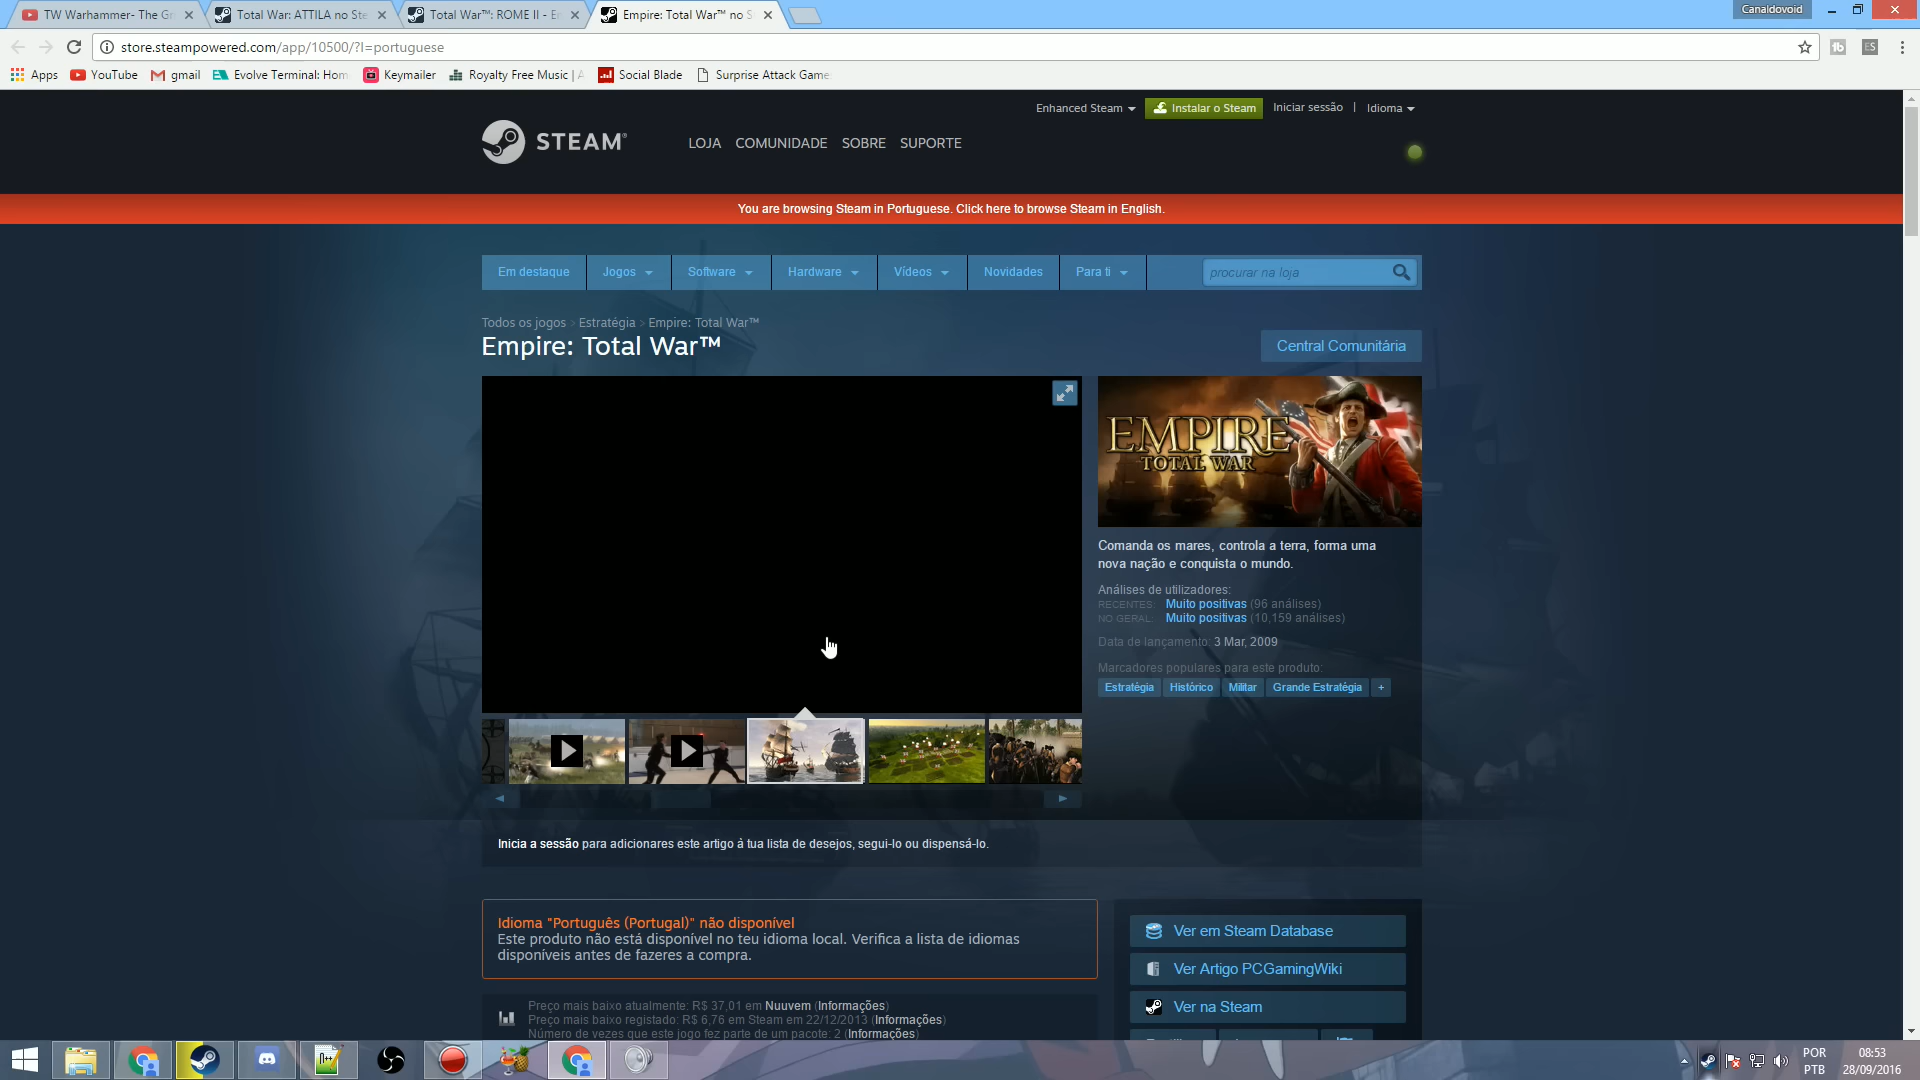 TW Warhammer- The Gr
Total War: ATTILA no Ste
Total War™: ROME II - E
Empire: Total War™ no S
Canaldovoid
store.steampowered.com/app/10500/?l=portuguese
Apps
YouTube
gmail
Evolve Terminal: Hom
Keymailer
Royalty Free Music |
Social Blade
Surprise Attack Game
Enhanced Steam
Instalar o Steam
Iniciar sessão
|
Idioma
STEAM®
LOJA
COMUNIDADE
SOBRE
SUPORTE
You are browsing Steam in Portuguese. Click here to browse Steam in English.
Em destaque
Jogos
Software
Hardware
Vídeos
Novidades
Para ti
procurar na loja
Todos os jogos > Estratégia > Empire: Total War™
Empire: Total War™
Central Comunitária
EMPIRE
TOTAL WAR
Comanda os mares, controla a terra, forma uma
nova nação e conquista o mundo.
Análises de utilizadores:
RECENTES: Muito positivas (96 análises)
NO GERAL: Muito positivas (10,159 análises)
Data de lançamento: 3 Mar, 2009
Marcadores populares para este produto:
Estratégia
Histórico
Militar
Grande Estratégia
+
Inicia a sessão para adicionares este artigo à tua lista de desejos, segui-lo ou dispensá-lo.
Idioma "Português (Portugal)" não disponível
Este produto não está disponível no teu idioma local. Verifica a lista de idiomas
disponíveis antes de fazeres a compra.
Ver em Steam Database
Ver Artigo PCGamingWiki
Ver na Steam
Preço mais baixo atualmente: R$ 37,01 em Nuuvem (Informações)
Preço mais baixo registado: R$ 6,76 em Steam em 22/12/2013 (Informações)
Número de vezes que este jogo fez parte de um pacote: 2 (Informações)
POR
PTB
08:53
28/09/2016